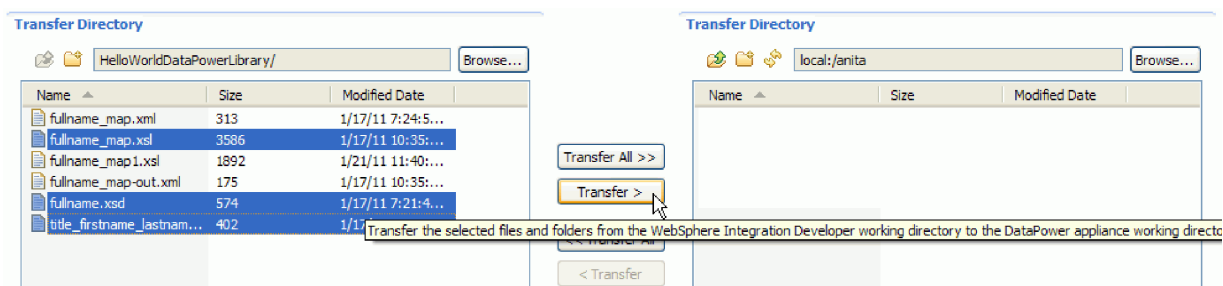 Transfer Directory
HelloWorldDataPowerLibrary/ Browse...
Name Size Modified Date
fullname_map.xml 313 1/17/11 7:24:5...
fullname_map.xsl 3586 1/17/11 10:35:...
fullname_map1.xsl 1892 1/21/11 11:40:...
fullname_map-out.xml 175 1/17/11 10:35:...
fullname.xsd 574 1/17/11 7:21:4...
title_firstname_lastnam... 402 1/17
Transfer All >>
Transfer >
Transfer the selected files and folders from the WebSphere Integration Developer working directory to the DataPower appliance working directo
<< Transfer All
< Transfer
Transfer Directory
local:/anita Browse...
Name Size Modified Date